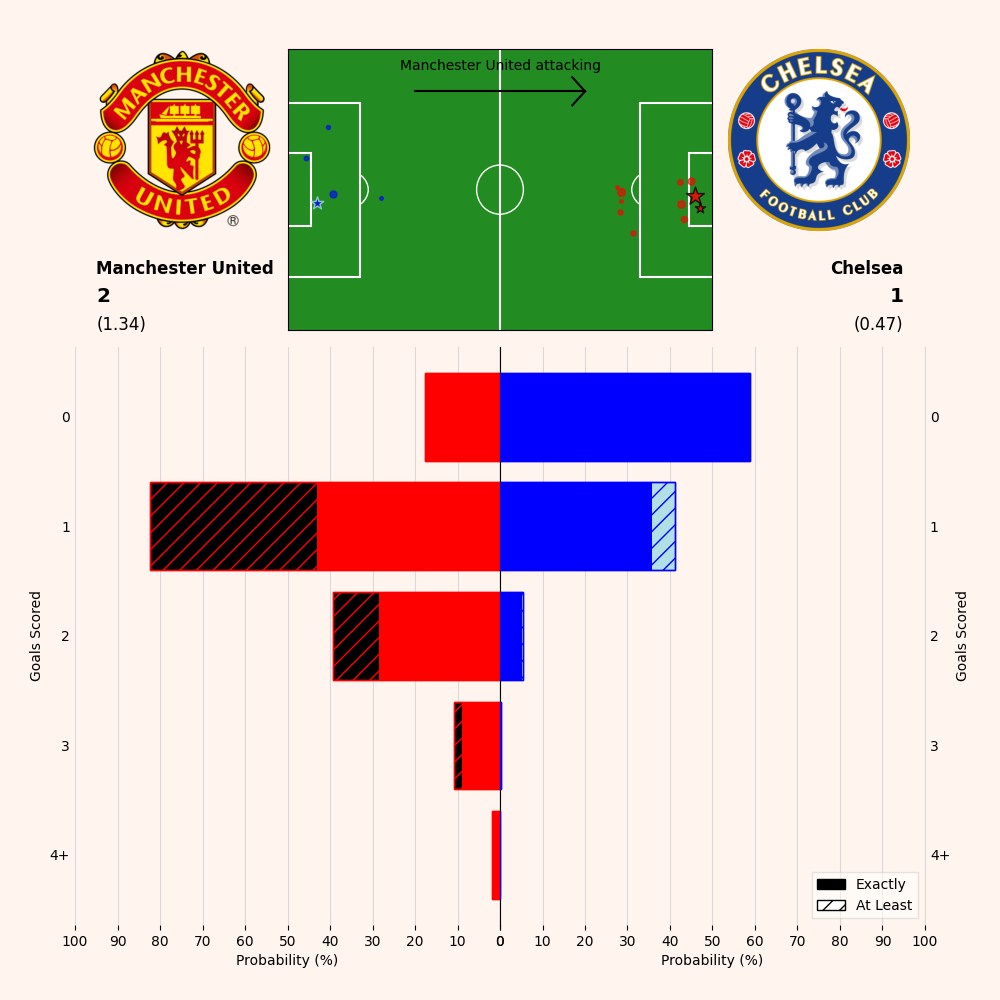 MANCHESTER
UNITED
®
Manchester United attacking
CHELSEA
FOOTBALL CLUB
Manchester United
2
(1.34)
Chelsea
1
(0.47)
Goals Scored
0
1
2
3
4+
0
1
2
3
4+
Goals Scored
Exactly
At Least
100 90 80 70 60 50 40 30 20 10 0
0 10 20 30 40 50 60 70 80 90 100
Probability (%)
Probability (%)